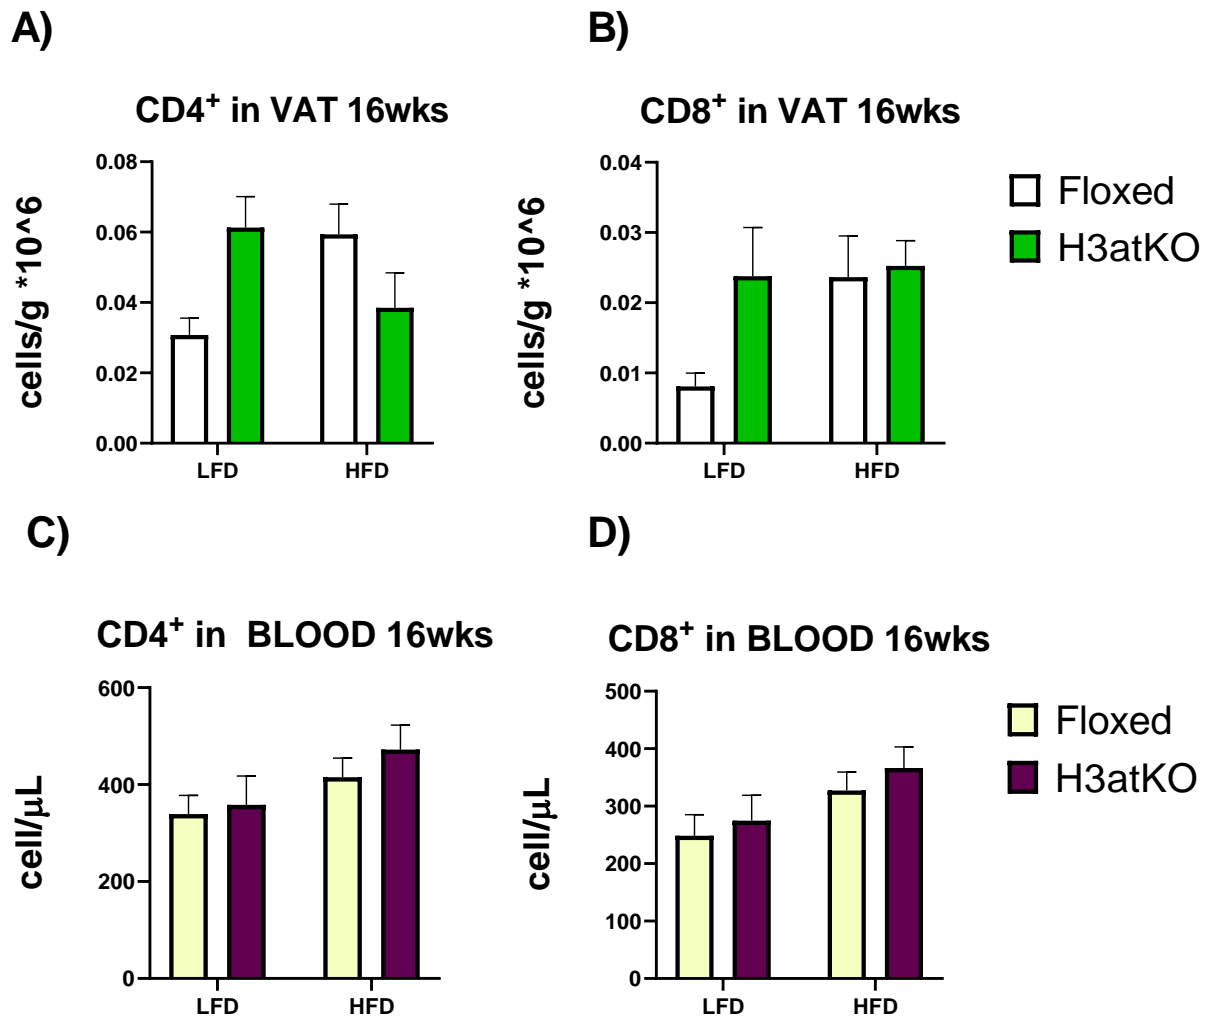 A)
B)
CD4+ in VAT 16wks
cells/g *10^6
0.08
0.06
0.04
0.02
0.00
LFD
HFD
CD8+ in VAT 16wks
cells/g *10^6
0.04
0.03
0.02
0.01
0.00
LFD
HFD
Floxed
H3atKO
C)
D)
CD4+ in BLOOD 16wks
cell/μL
600
400
200
0
LFD
HFD
CD8+ in BLOOD 16wks
cell/μL
500
400
300
200
100
0
LFD
HFD
Floxed
H3atKO